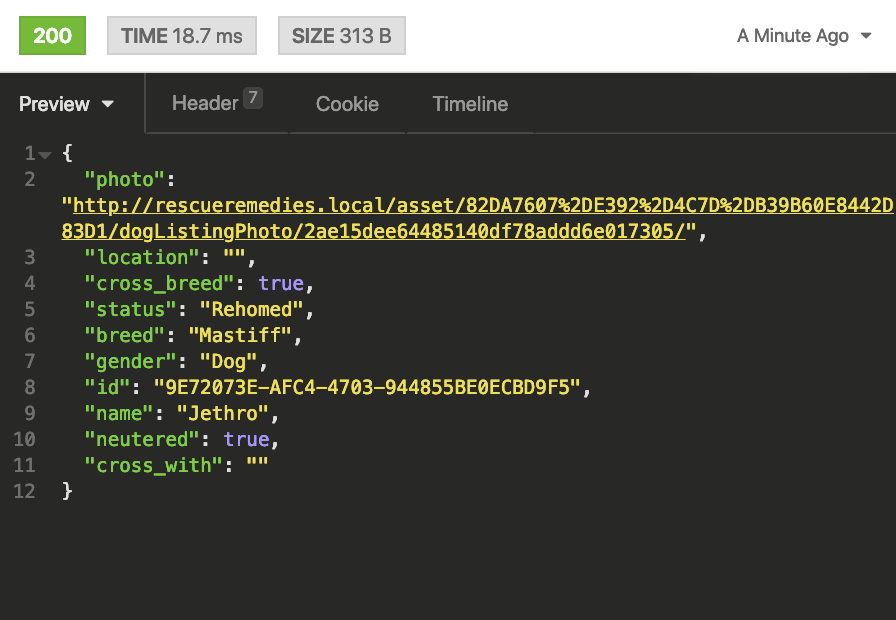 200 TIME 18.7 ms SIZE 313 B A Minute Ago
Preview Header 7 Cookie Timeline
1 {
2 "photo":
"http://rescueremedies.local/asset/82DA7607%2DE392%2D4C7D%2DB39B60E8442D
83D1/dogListingPhoto/2ae15dee64485140df78addd6e017305/",
3 "location": "",
4 "cross_breed": true,
5 "status": "Rehomed",
6 "breed": "Mastiff",
7 "gender": "Dog",
8 "id": "9E72073E-AFC4-4703-944855BE0ECBD9F5",
9 "name": "Jethro",
10 "neutered": true,
11 "cross_with": ""
12 }